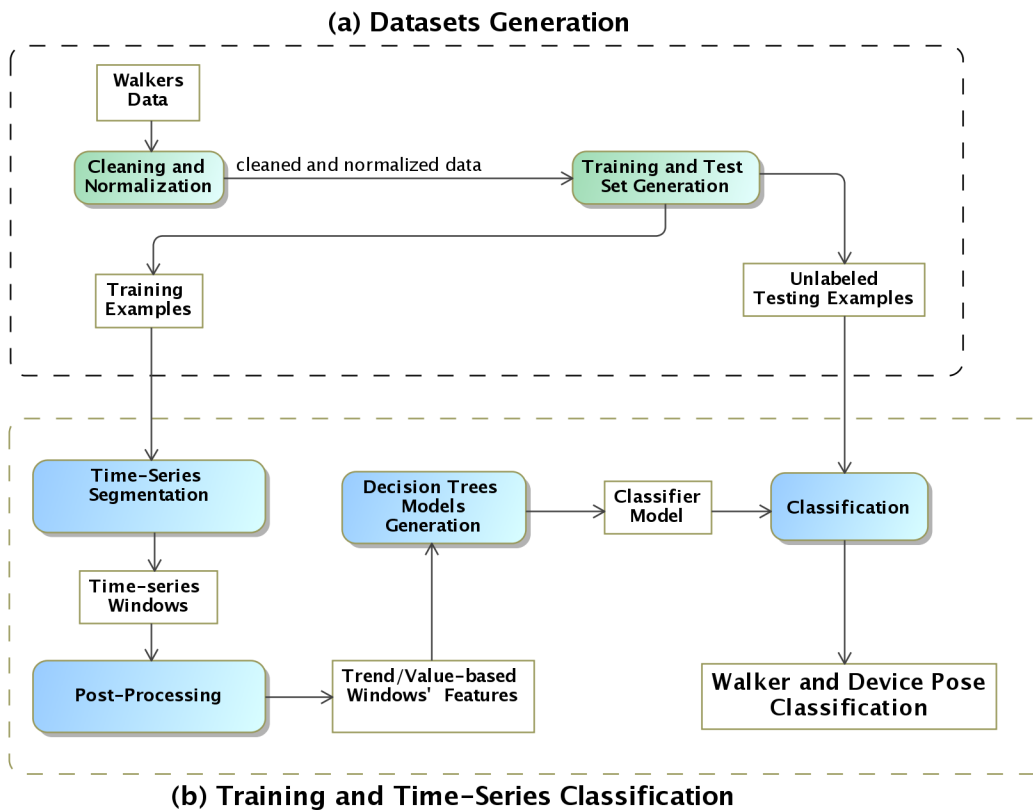 (a) Datasets Generation
Walkers
Data
Cleaning and
Normalization
cleaned and normalized data
Training and Test
Set Generation
Training
Examples
Unlabeled
Testing Examples
Time-Series
Segmentation
Decision Trees
Models
Generation
Classifier
Model
Classification
Time-series
Windows
Post-Processing
Trend/Value-based
Windows' Features
Walker and Device Pose
Classification
(b) Training and Time-Series Classification